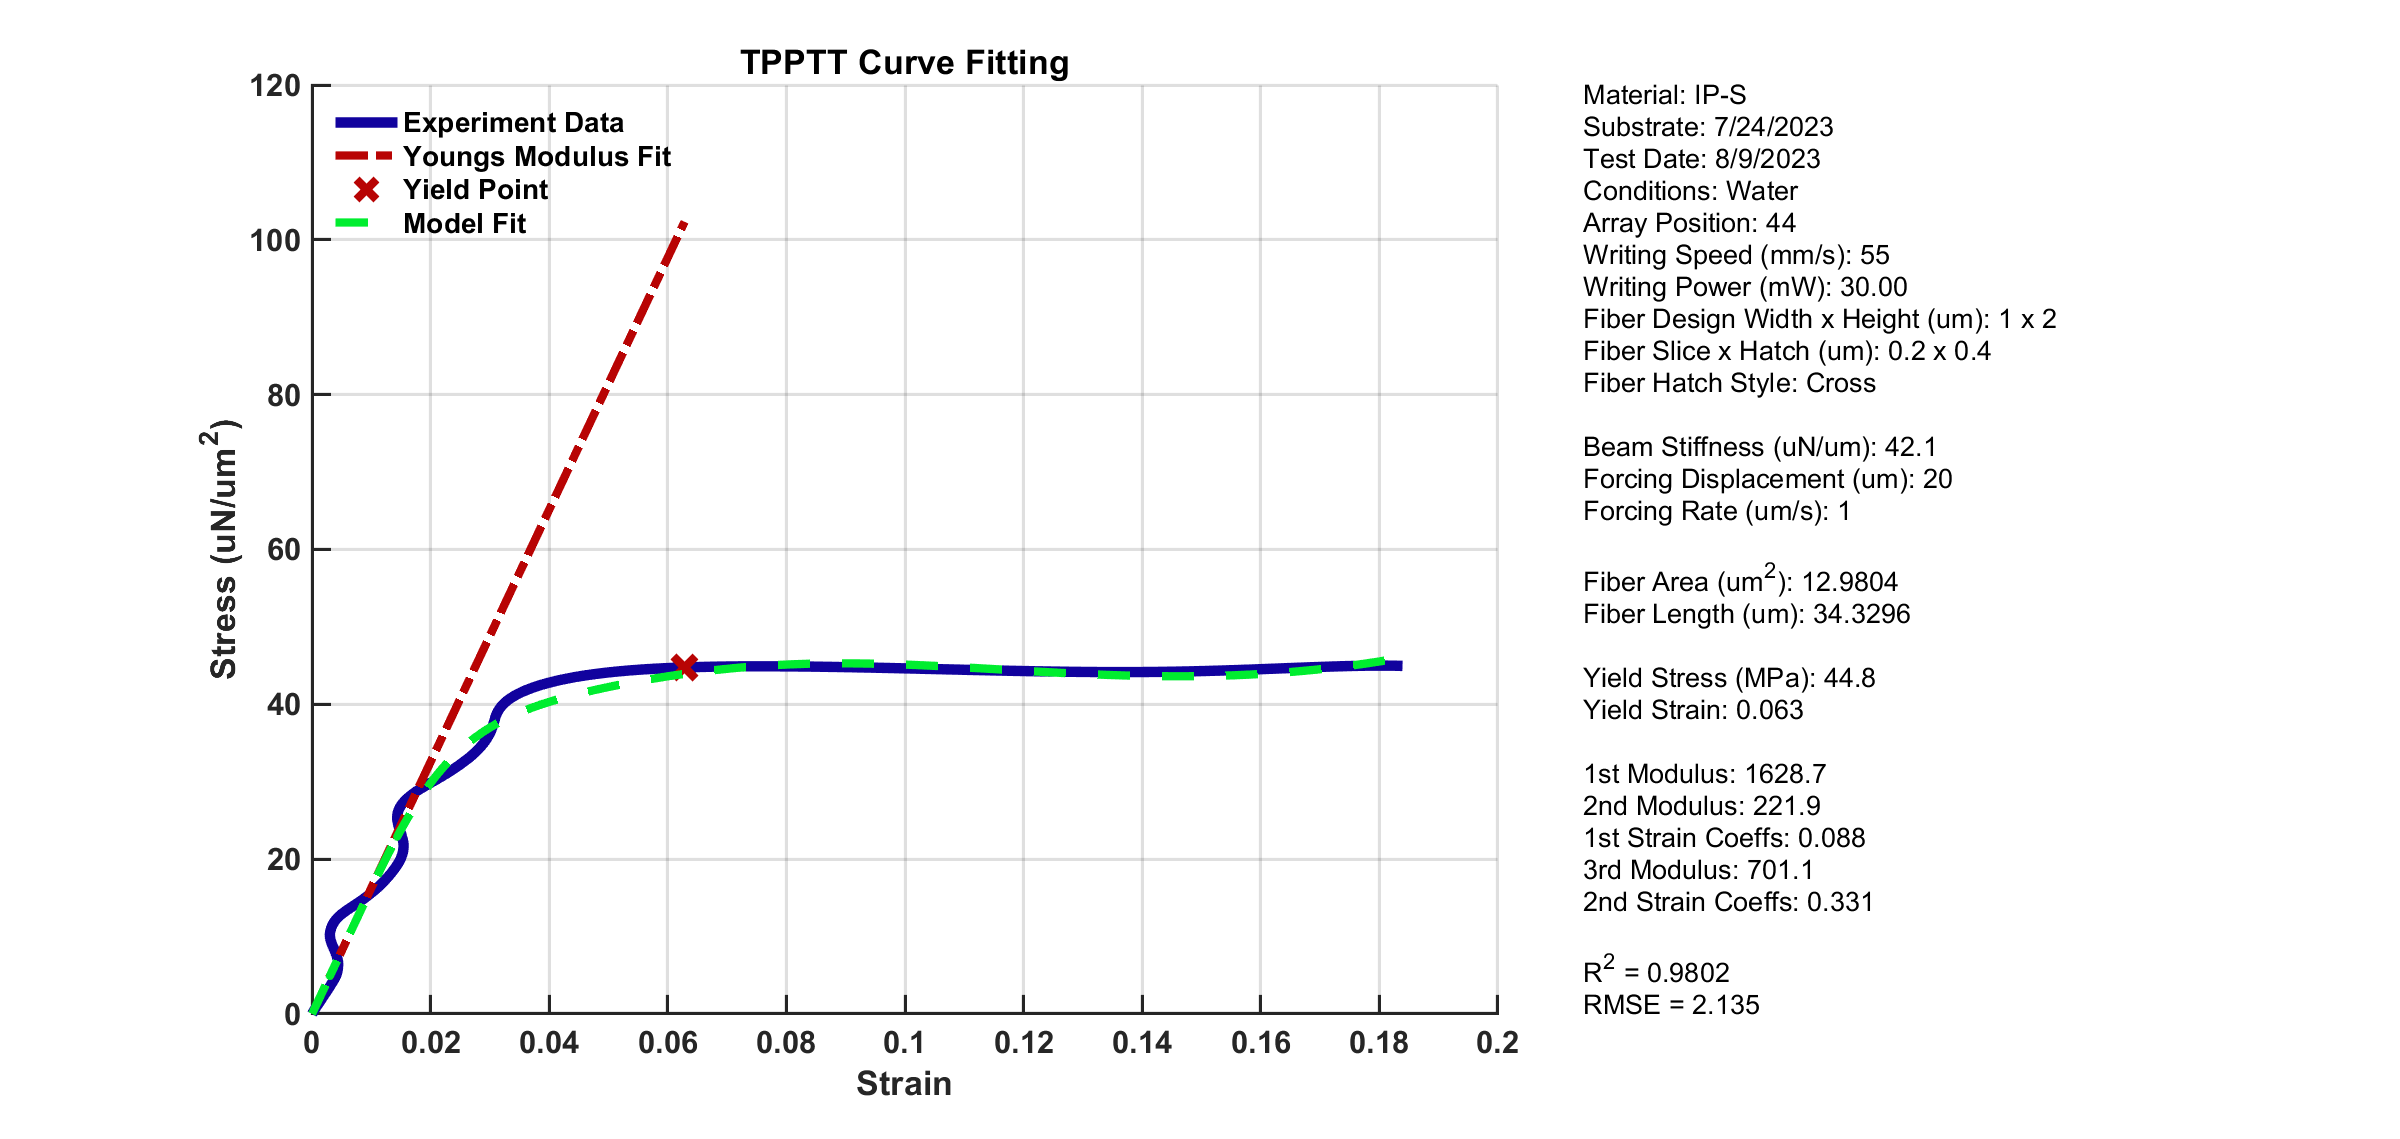 TPPTT Curve Fitting
120
100
80
60
40
20
0
Stress (uN/um²)
Experiment Data
Youngs Modulus Fit
Yield Point
Model Fit
0 0.02 0.04 0.06 0.08 0.1 0.12 0.14 0.16 0.18 0.2
Strain
Material: IP-S
Substrate: 7/24/2023
Test Date: 8/9/2023
Conditions: Water
Array Position: 44
Writing Speed (mm/s): 55
Writing Power (mW): 30.00
Fiber Design Width x Height (um): 1 x 2
Fiber Slice x Hatch (um): 0.2 x 0.4
Fiber Hatch Style: Cross
Beam Stiffness (uN/um): 42.1
Forcing Displacement (um): 20
Forcing Rate (um/s): 1
Fiber Area (um²): 12.9804
Fiber Length (um): 34.3296
Yield Stress (MPa): 44.8
Yield Strain: 0.063
1st Modulus: 1628.7
2nd Modulus: 221.9
1st Strain Coeffs: 0.088
3rd Modulus: 701.1
2nd Strain Coeffs: 0.331
R² = 0.9802
RMSE = 2.135